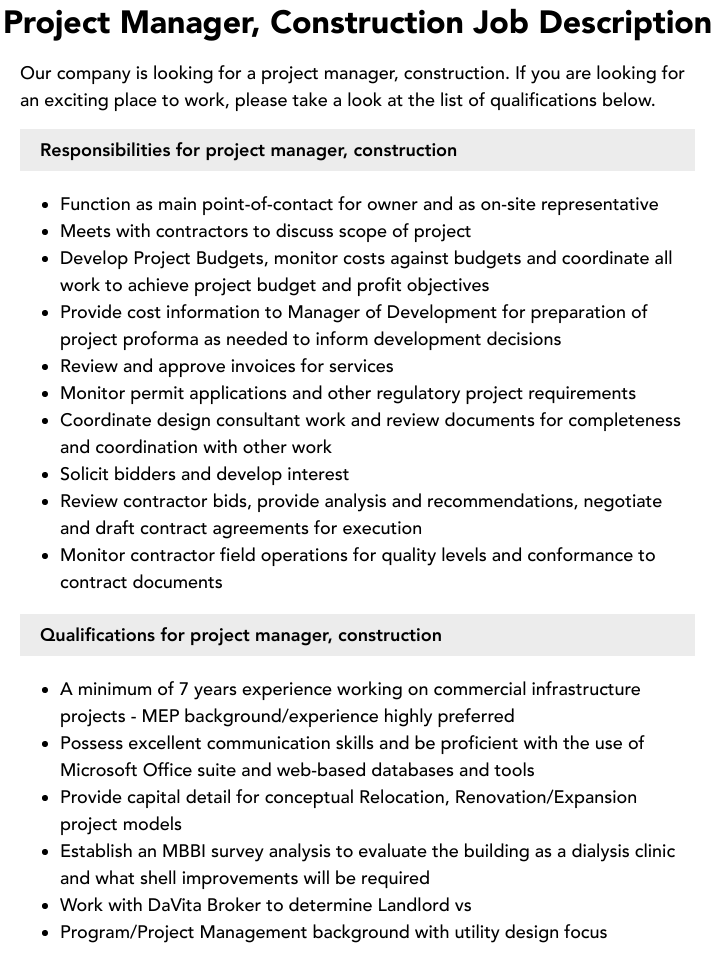 Project Manager, Construction Job Description
Our company is looking for a project manager, construction. If you are looking for
an exciting place to work, please take a look at the list of qualifications below.
Responsibilities for project manager, construction
• Function as main point-of-contact for owner and as on-site representative
• Meets with contractors to discuss scope of project
• Develop Project Budgets, monitor costs against budgets and coordinate all
work to achieve project budget and profit objectives
• Provide cost information to Manager of Development for preparation of
project proforma as needed to inform development decisions
• Review and approve invoices for services
• Monitor permit applications and other regulatory project requirements
• Coordinate design consultant work and review documents for completeness
and coordination with other work
• Solicit bidders and develop interest
• Review contractor bids, provide analysis and recommendations, negotiate
and draft contract agreements for execution
• Monitor contractor field operations for quality levels and conformance to
contract documents
Qualifications for project manager, construction
• A minimum of 7 years experience working on commercial infrastructure
projects - MEP background/experience highly preferred
• Possess excellent communication skills and be proficient with the use of
Microsoft Office suite and web-based databases and tools
• Provide capital detail for conceptual Relocation, Renovation/Expansion
project models
• Establish an MBBI survey analysis to evaluate the building as a dialysis clinic
and what shell improvements will be required
• Work with DaVita Broker to determine Landlord vs
• Program/Project Management background with utility design focus